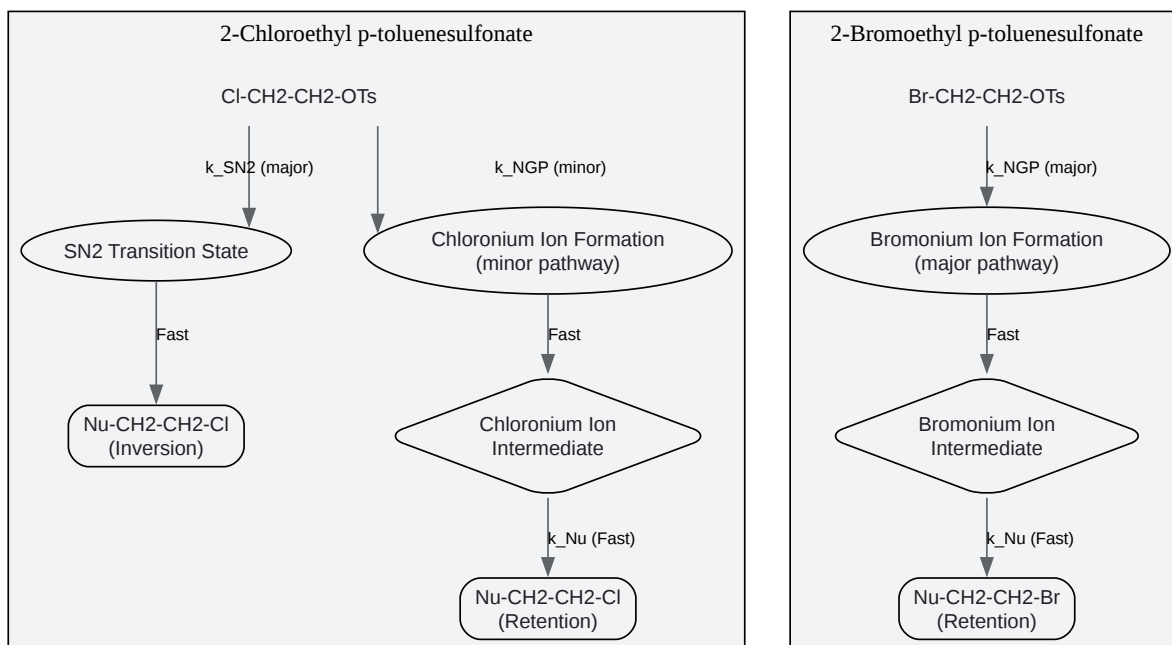 2-Chloroethyl p-toluenesulfonate
Cl-CH2-CH2-OTs
k_SN2 (major)
k_NGP (minor)
SN2 Transition State
Chloronium Ion Formation
(minor pathway)
Fast
Fast
Nu-CH2-CH2-Cl
(Inversion)
Chloronium Ion
Intermediate
k_Nu (Fast)
Nu-CH2-CH2-Cl
(Retention)
2-Bromoethyl p-toluenesulfonate
Br-CH2-CH2-OTs
k_NGP (major)
Bromonium Ion Formation
(major pathway)
Fast
Bromonium Ion
Intermediate
k_Nu (Fast)
Nu-CH2-CH2-Br
(Retention)